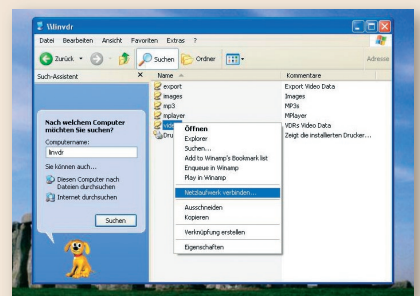 \\linvdr
Datei Bearbeiten Ansicht Favoriten Extras ?
Zurück Suchen Ordner Adresse
Such-Assistent
Name Kommentare
export Export Video Data
images Images
mp3 MP3s
mplayer MPlayer
VDRs Video Data
Zeigt die installierten Drucker...
Nach welchem Computer
möchten Sie suchen?
Computername:
linvdr
Sie können auch...
Diesen Computer nach
Dateien durchsuchen
Internet durchsuchen
Suchen
Öffnen
Explorer
Suchen...
Add to Winamp's Bookmark list
Enqueue in Winamp
Play in Winamp
Netzlaufwerk verbinden...
Ausschneiden
Kopieren
Verknüpfung erstellen
Eigenschaften